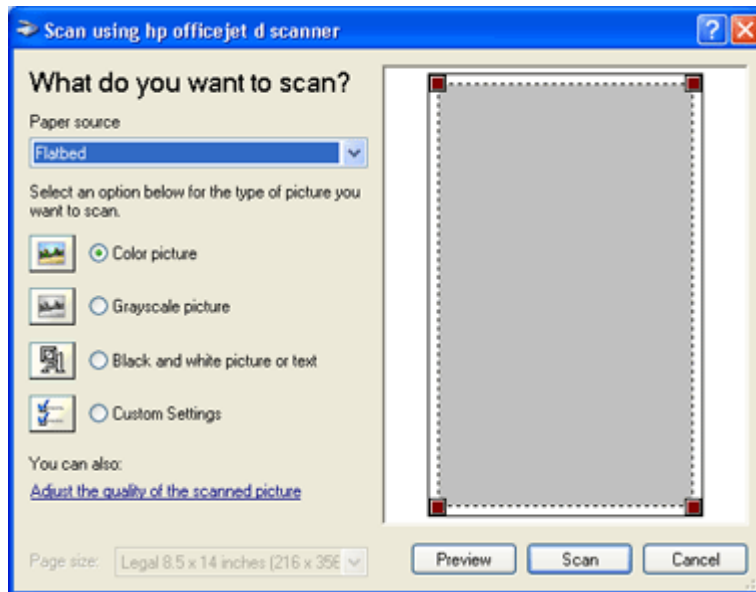 Scan using hp officejet d scanner
What do you want to scan?
Paper source
Flatbed
Select an option below for the type of picture you
want to scan.
Color picture
Grayscale picture
Black and white picture or text
Custom Settings
You can also:
Adjust the quality of the scanned picture
Page size: Legal 8.5 x 14 inches (216 x 356
Preview Scan Cancel